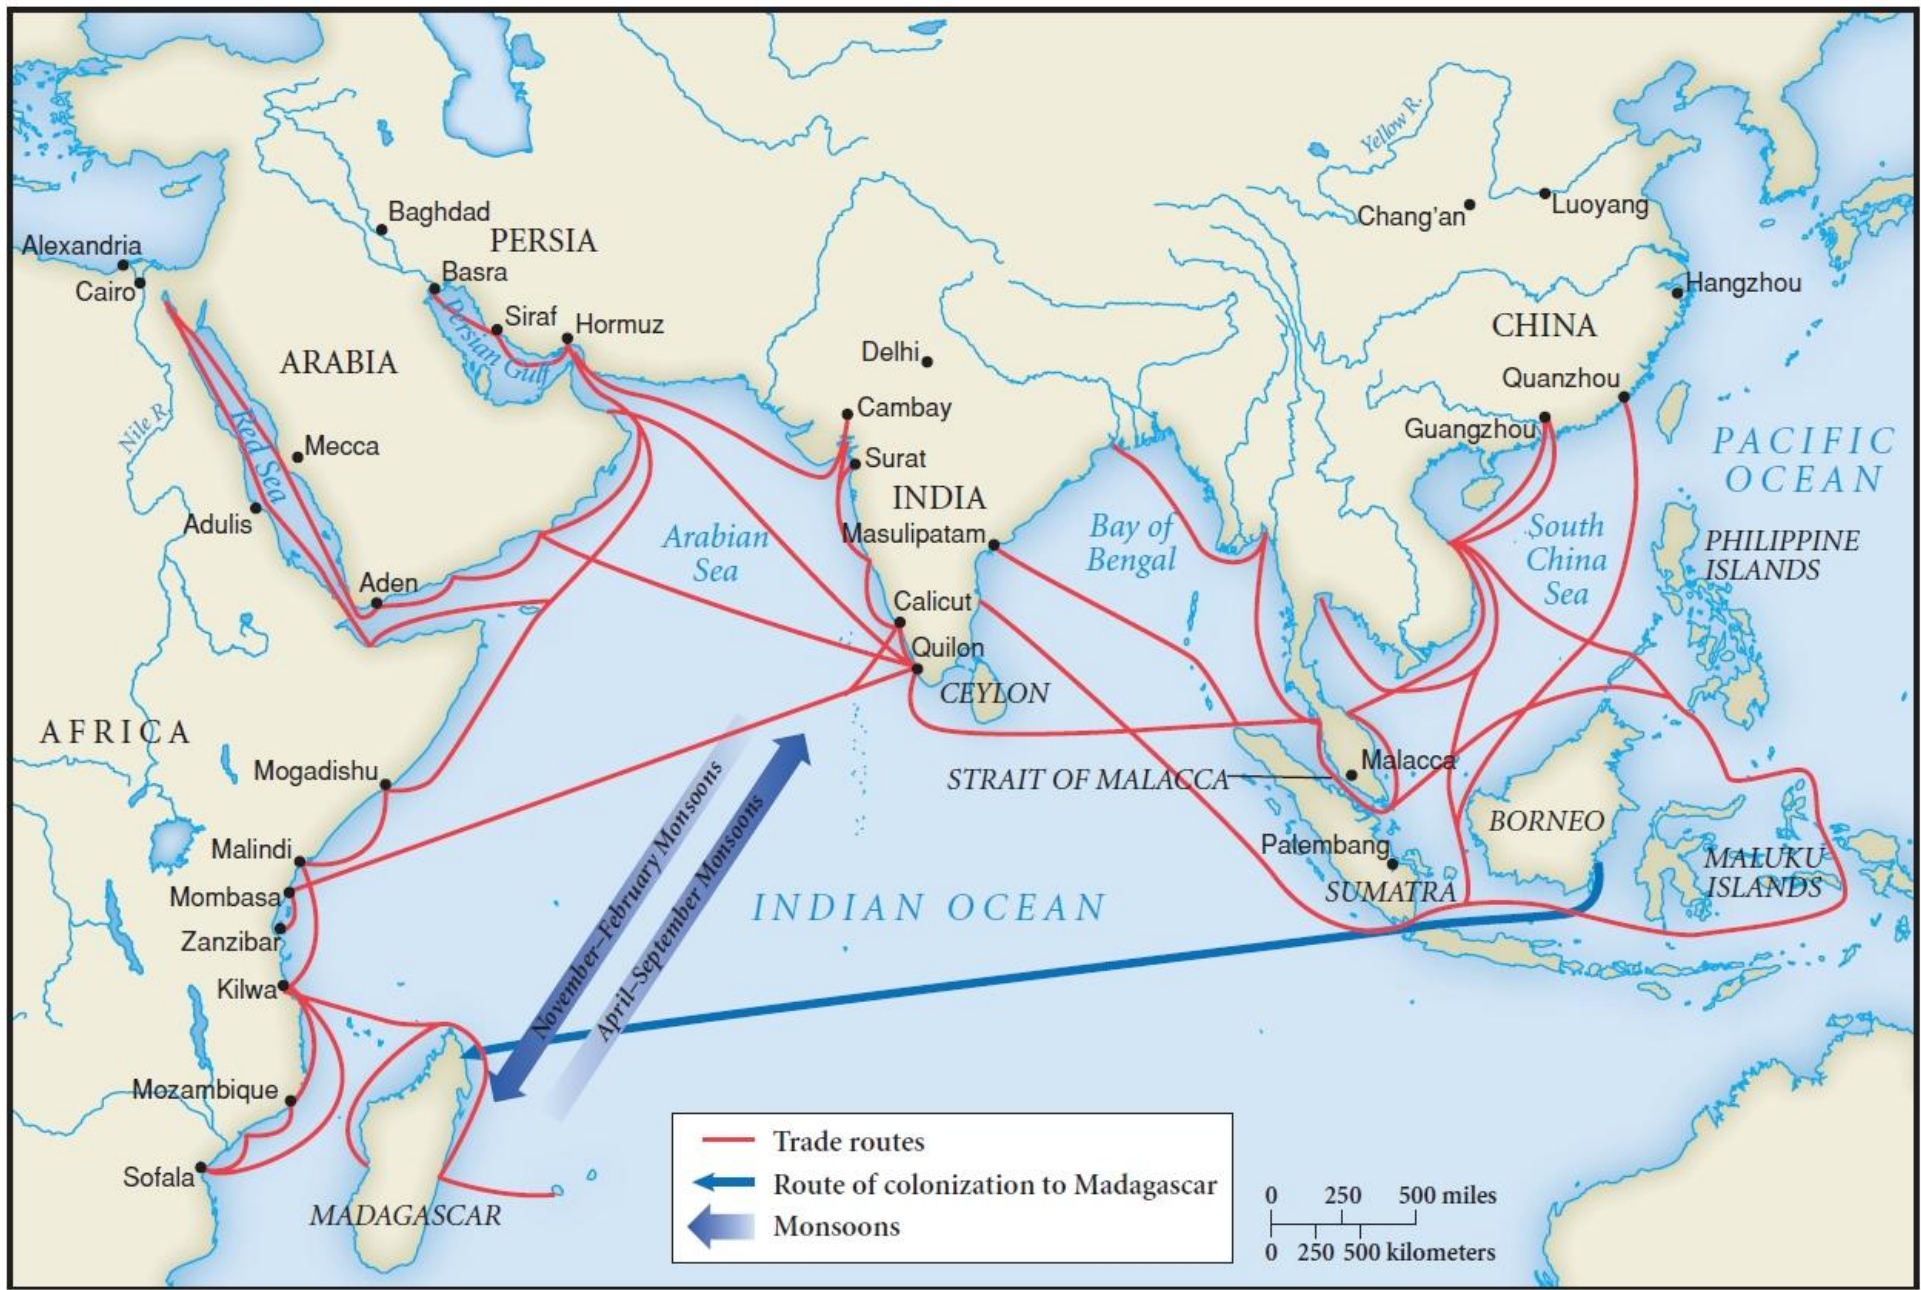 Yellow R.
Chang'an
Luoyang
Baghdad
PERSIA
Alexandria
Cairo
Basra
Hangzhou
Persian Gulf
Siraf
Hormuz
CHINA
ARABIA
Delhi
Quanzhou
Nile R.
Red Sea
Mecca
Cambay
Guangzhou
PACIFIC
OCEAN
Surat
INDIA
Adulis
Arabian
Sea
Masulipatam
Bay of
Bengal
South
China
Sea
PHILIPPINE
ISLANDS
Aden
Calicut
Quilon
CEYLON
AFRICA
Mogadishu
STRAIT OF MALACCA
Malacca
November–February Monsoons
April–September Monsoons
BORNEO
Malindi
Palembang
MALUKU
ISLANDS
Mombasa
INDIAN OCEAN
SUMATRA
Zanzibar
Kilwa
Mozambique
Sofala
MADAGASCAR
Trade routes
Route of colonization to Madagascar
Monsoons
0 250 500 miles
0 250 500 kilometers